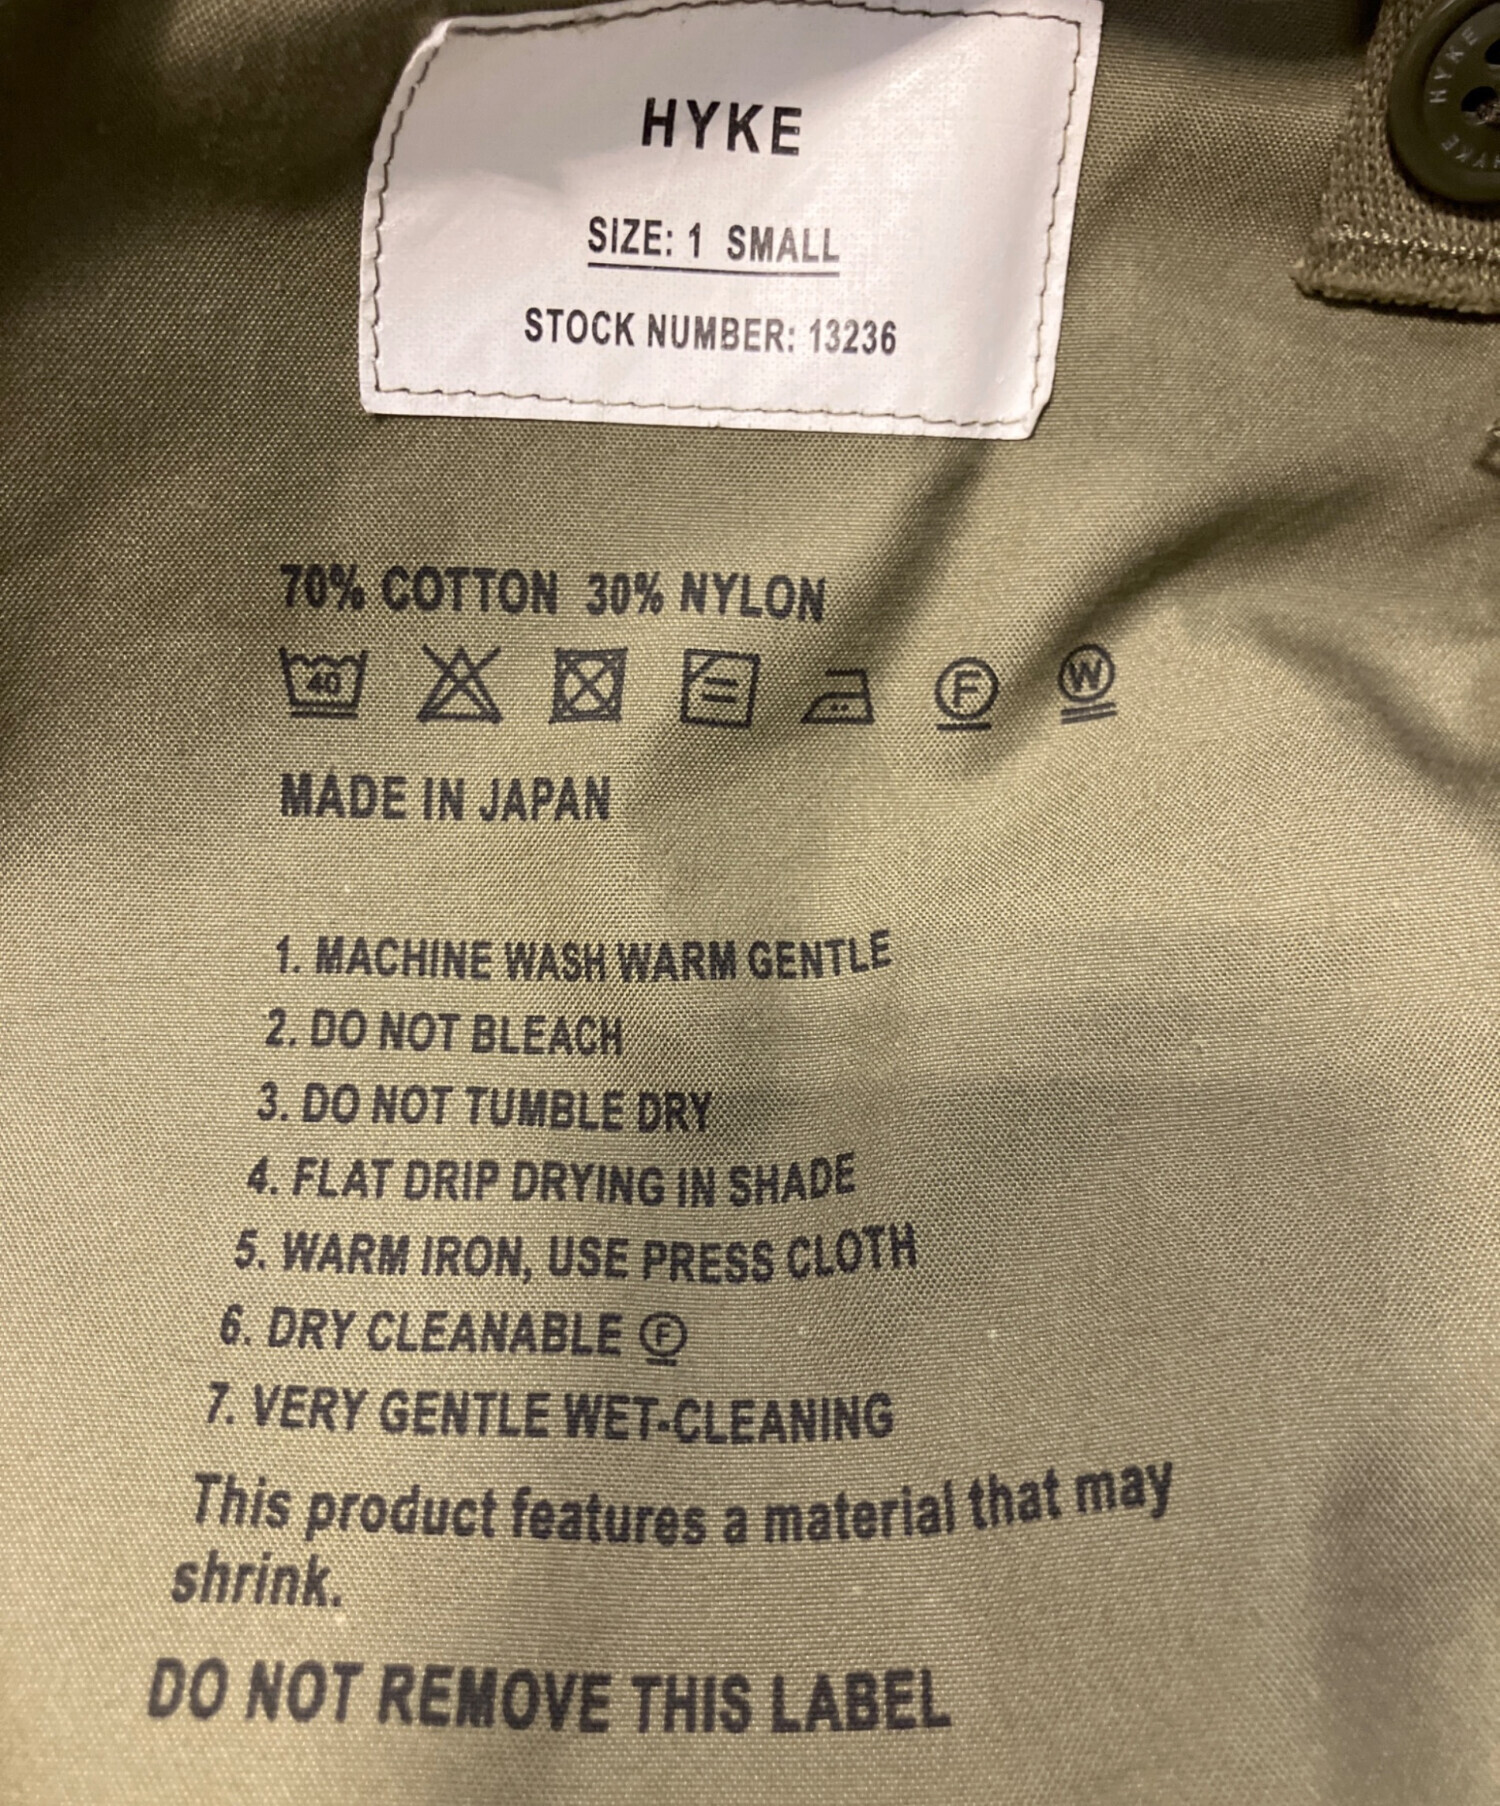 HYKE
SIZE: 1 SMALL
STOCK NUMBER: 13236
HYKE
HYKE
70% COTTON 30% NYLON
40
F
W
MADE IN JAPAN
1. MACHINE WASH WARM GENTLE
2. DO NOT BLEACH
3. DO NOT TUMBLE DRY
4. FLAT DRIP DRYING IN SHADE
5. WARM IRON, USE PRESS CLOTH
6. DRY CLEANABLE Ⓕ
7. VERY GENTLE WET-CLEANING
This product features a material that may
shrink.
DO NOT REMOVE THIS LABEL